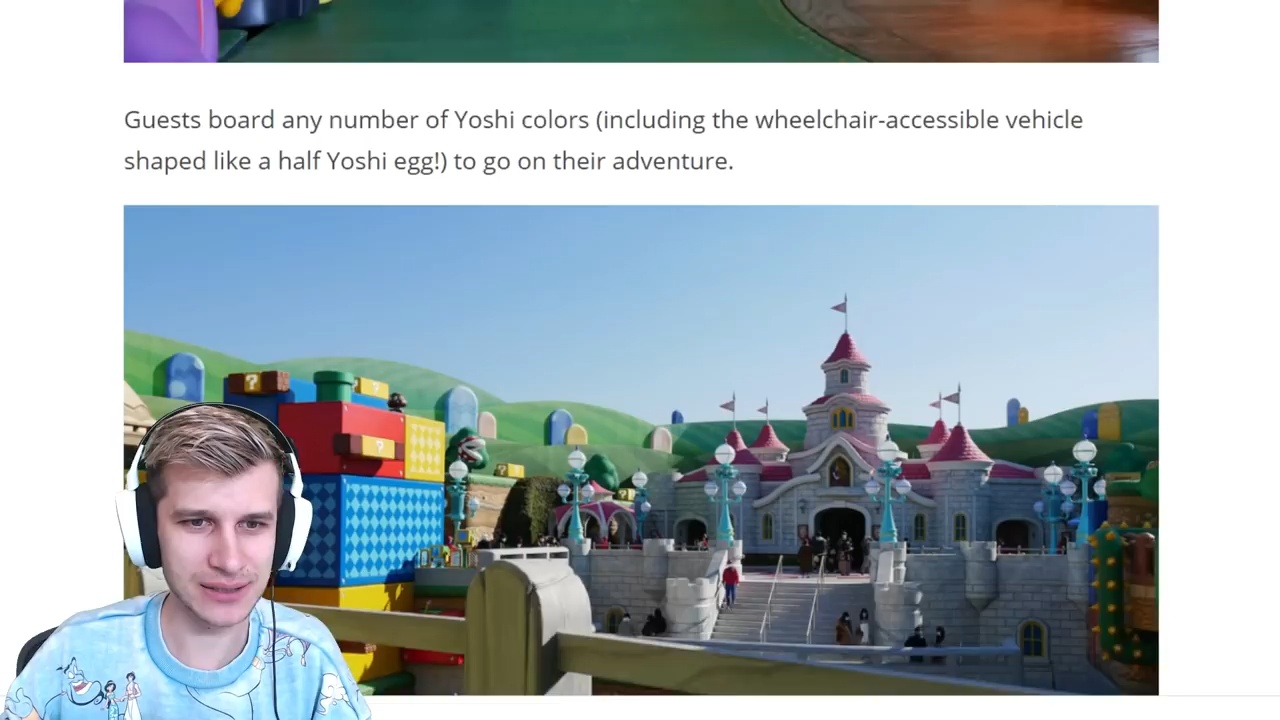 Guests board any number of Yoshi colors (including the wheelchair-accessible vehicle
shaped like a half Yoshi egg!) to go on their adventure.
?
?
?